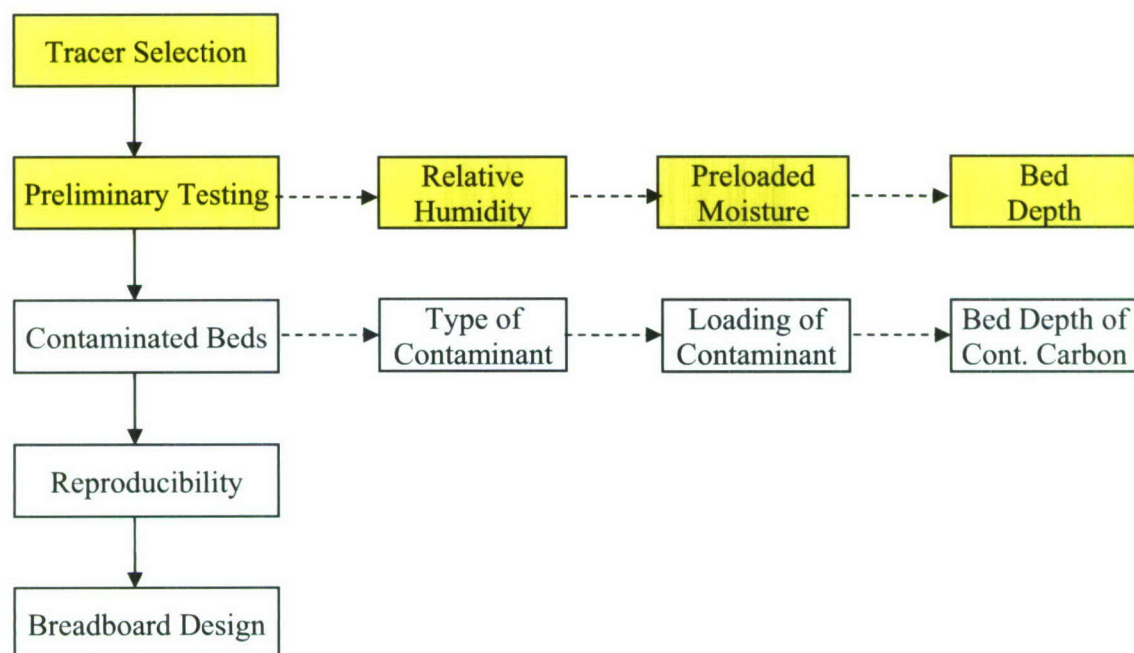 Tracer Selection
Preliminary Testing
Relative
Humidity
Preloaded
Moisture
Bed
Depth
Contaminated Beds
Type of
Contaminant
Loading of
Contaminant
Bed Depth of
Cont. Carbon
Reproducibility
Breadboard Design